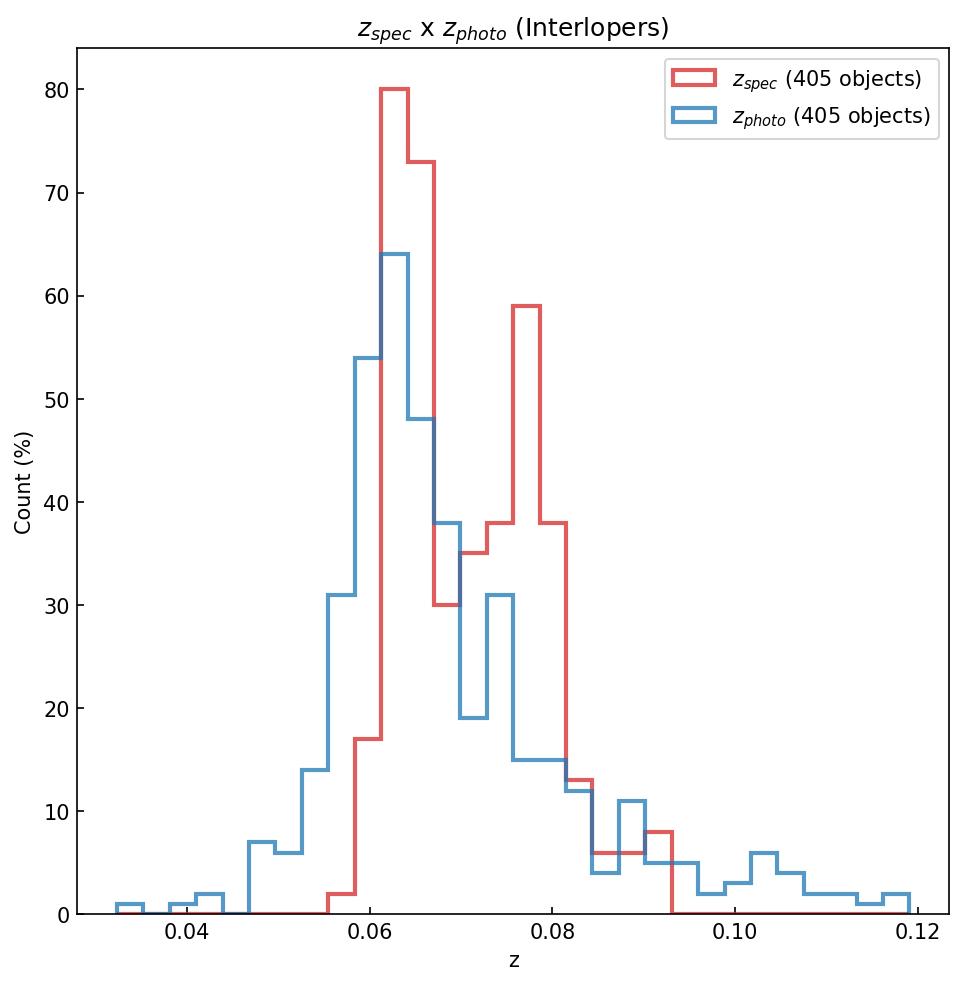 z_spec x z_photo (Interlopers)
z_spec (405 objects)
z_photo (405 objects)
Count (%)
80
70
60
50
40
30
20
10
0
0.04 0.06 0.08 0.10 0.12
z